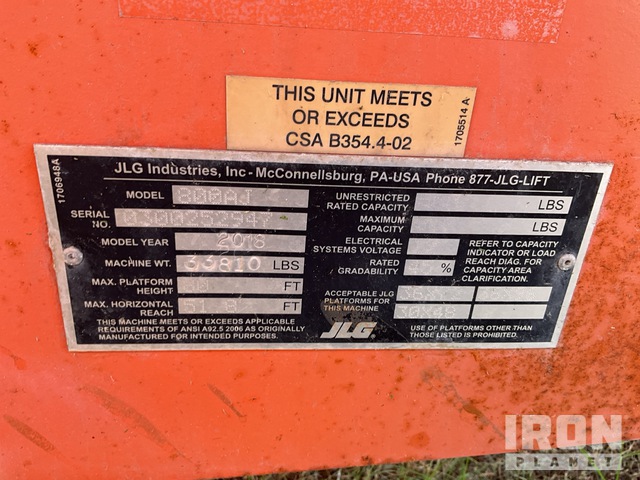 THIS UNIT MEETS
OR EXCEEDS
CSA B354.4-02
1705514 A
1706948A
JLG Industries, Inc - McConnellsburg, PA-USA Phone 877-JLG-LIFT
MODEL 800AJ
SERIAL NO.
MODEL YEAR 2018
MACHINE WT. 33810 LBS
MAX. PLATFORM HEIGHT FT
MAX. HORIZONTAL REACH FT
THIS MACHINE MEETS OR EXCEEDS APPLICABLE
REQUIREMENTS OF ANSI A92.5 2006 AS ORIGINALLY
MANUFACTURED FOR INTENDED PURPOSES.
UNRESTRICTED RATED CAPACITY LBS
MAXIMUM CAPACITY LBS
ELECTRICAL SYSTEMS VOLTAGE
RATED GRADABILITY %
REFER TO CAPACITY
INDICATOR OR LOAD
REACH DIAG. FOR
CAPACITY AREA
CLARIFICATION.
ACCEPTABLE JLG
PLATFORMS FOR
THIS MACHINE
JLG
USE OF PLATFORMS OTHER THAN
THOSE LISTED IS PROHIBITED.
IRON
PLANET